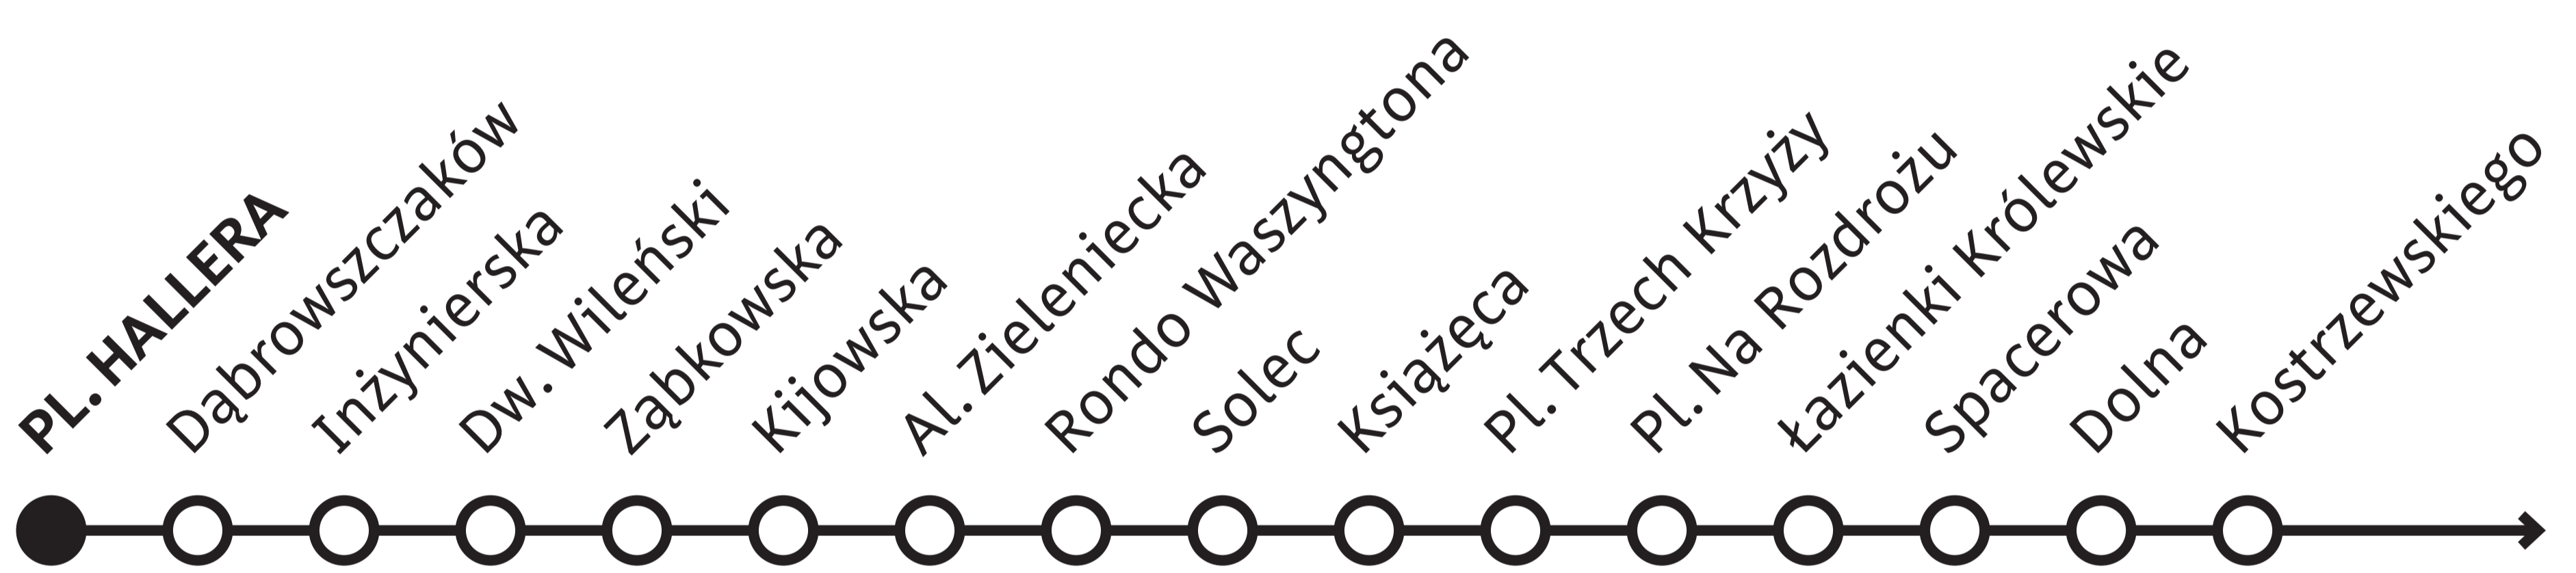 PL. HALLERA
Dąbrowszczaków
Inżynierska
Dw. Wileński
Ząbkowska
Kijowska
Al. Zieleniecka
Rondo Waszyngtona
Solec
Książęca
Pl. Trzech Krzyży
Pl. Na Rozdrożu
Łazienki Królewskie
Spacerowa
Dolna
Kostrzewskiego